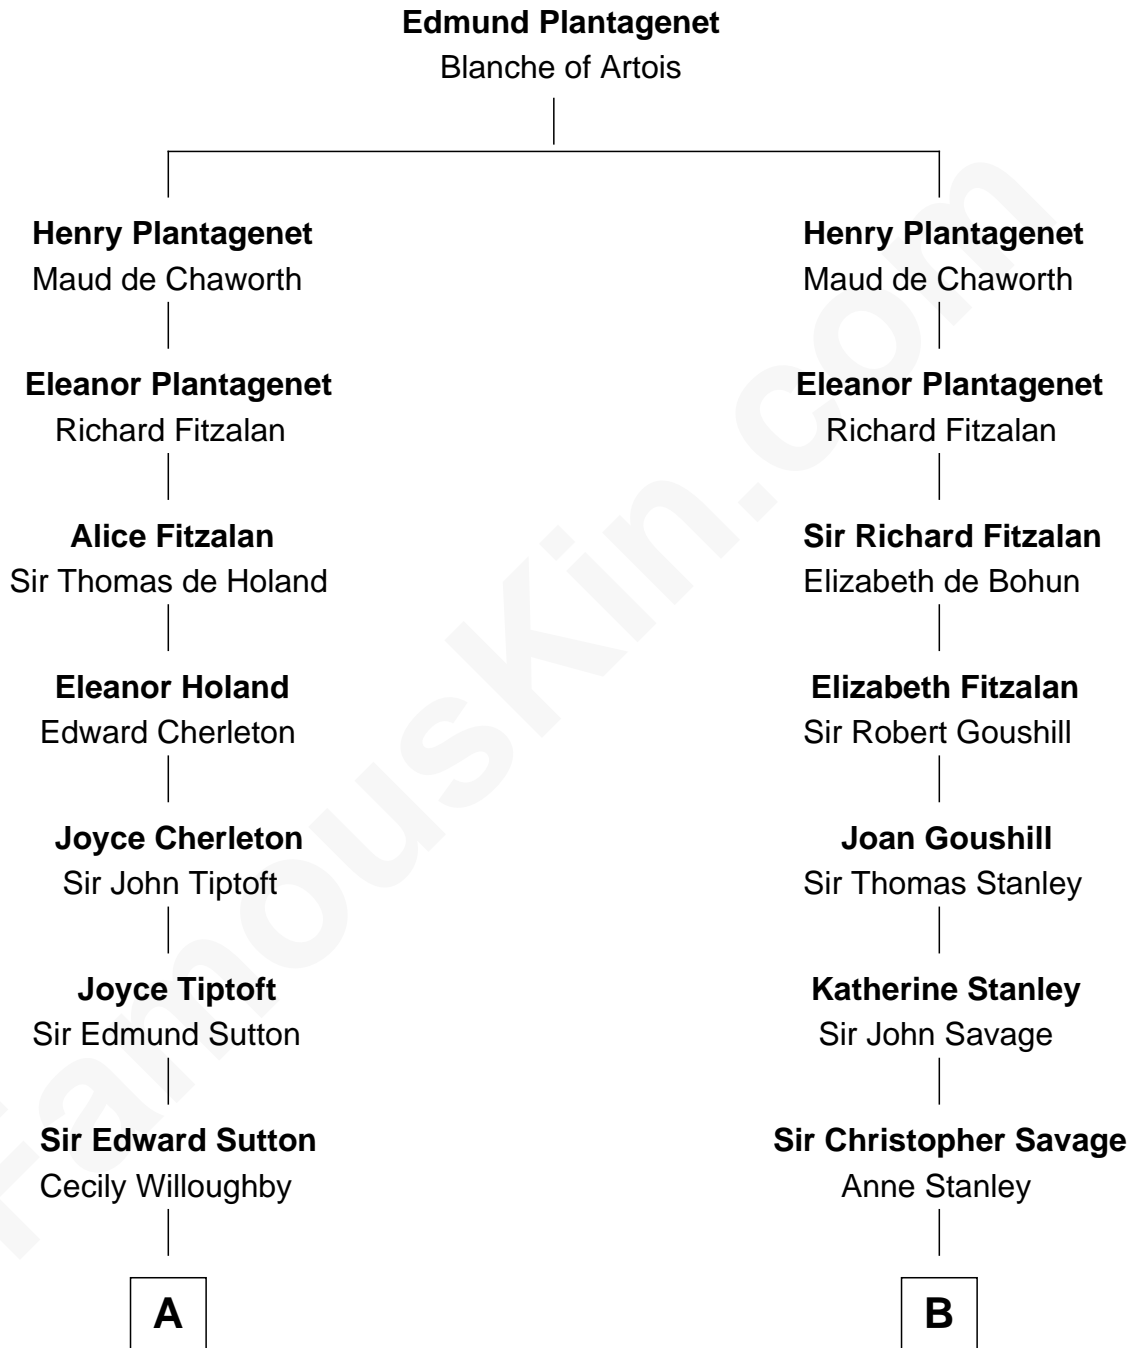 Edmund Plantagenet
Blanche of Artois
Henry Plantagenet
Maud de Chaworth
Henry Plantagenet
Maud de Chaworth
Eleanor Plantagenet
Richard Fitzalan
Eleanor Plantagenet
Richard Fitzalan
Alice Fitzalan
Sir Thomas de Holand
Sir Richard Fitzalan
Elizabeth de Bohun
Eleanor Holand
Edward Cherleton
Elizabeth Fitzalan
Sir Robert Goushill
Joyce Cherleton
Sir John Tiptoft
Joan Goushill
Sir Thomas Stanley
Joyce Tiptoft
Sir Edmund Sutton
Katherine Stanley
Sir John Savage
Sir Edward Sutton
Cecily Willoughby
Sir Christopher Savage
Anne Stanley
A
B
FamousKin.com